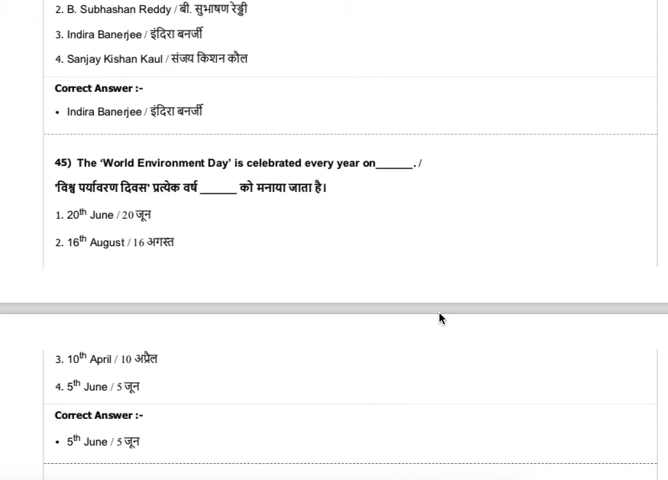 2. B. Subhashan Reddy / बी. सुभाषण रेड्डी
3. Indira Banerjee / इंदिरा बनर्जी
4. Sanjay Kishan Kaul / संजय किशन कौल
Correct Answer :-
• Indira Banerjee / इंदिरा बनर्जी
45) The ‘World Environment Day’ is celebrated every year on______. /
‘विश्व पर्यावरण दिवस’ प्रत्येक वर्ष ______ को मनाया जाता है।
1. 20th June / 20 जून
2. 16th August / 16 अगस्त
3. 10th April / 10 अप्रैल
4. 5th June / 5 जून
Correct Answer :-
• 5th June / 5 जून